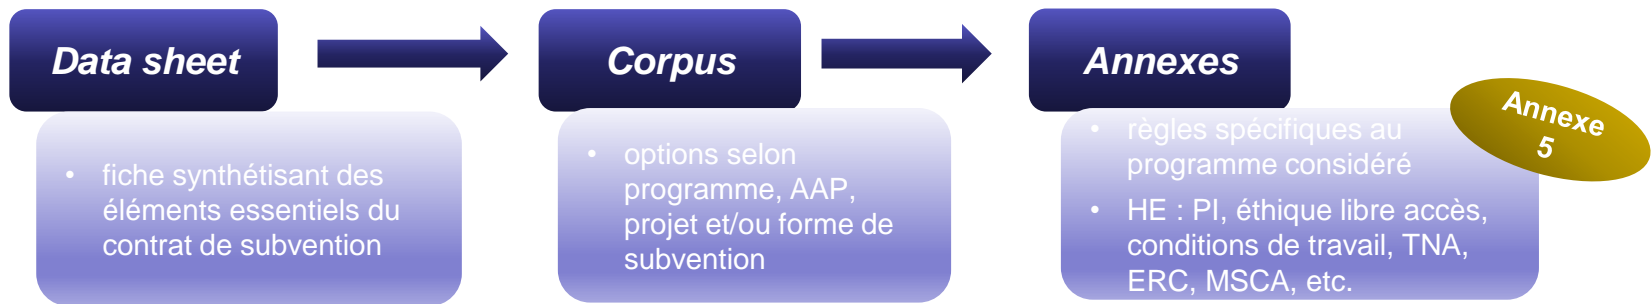 Data sheet
• fiche synthétisant des
éléments essentiels du
contrat de subvention
Corpus
• options selon
programme, AAP,
projet et/ou forme de
subvention
Annexes
• règles spécifiques au
programme considéré
• HE : PI, éthique libre accès,
conditions de travail, TNA,
ERC, MSCA, etc.
Annexe
5